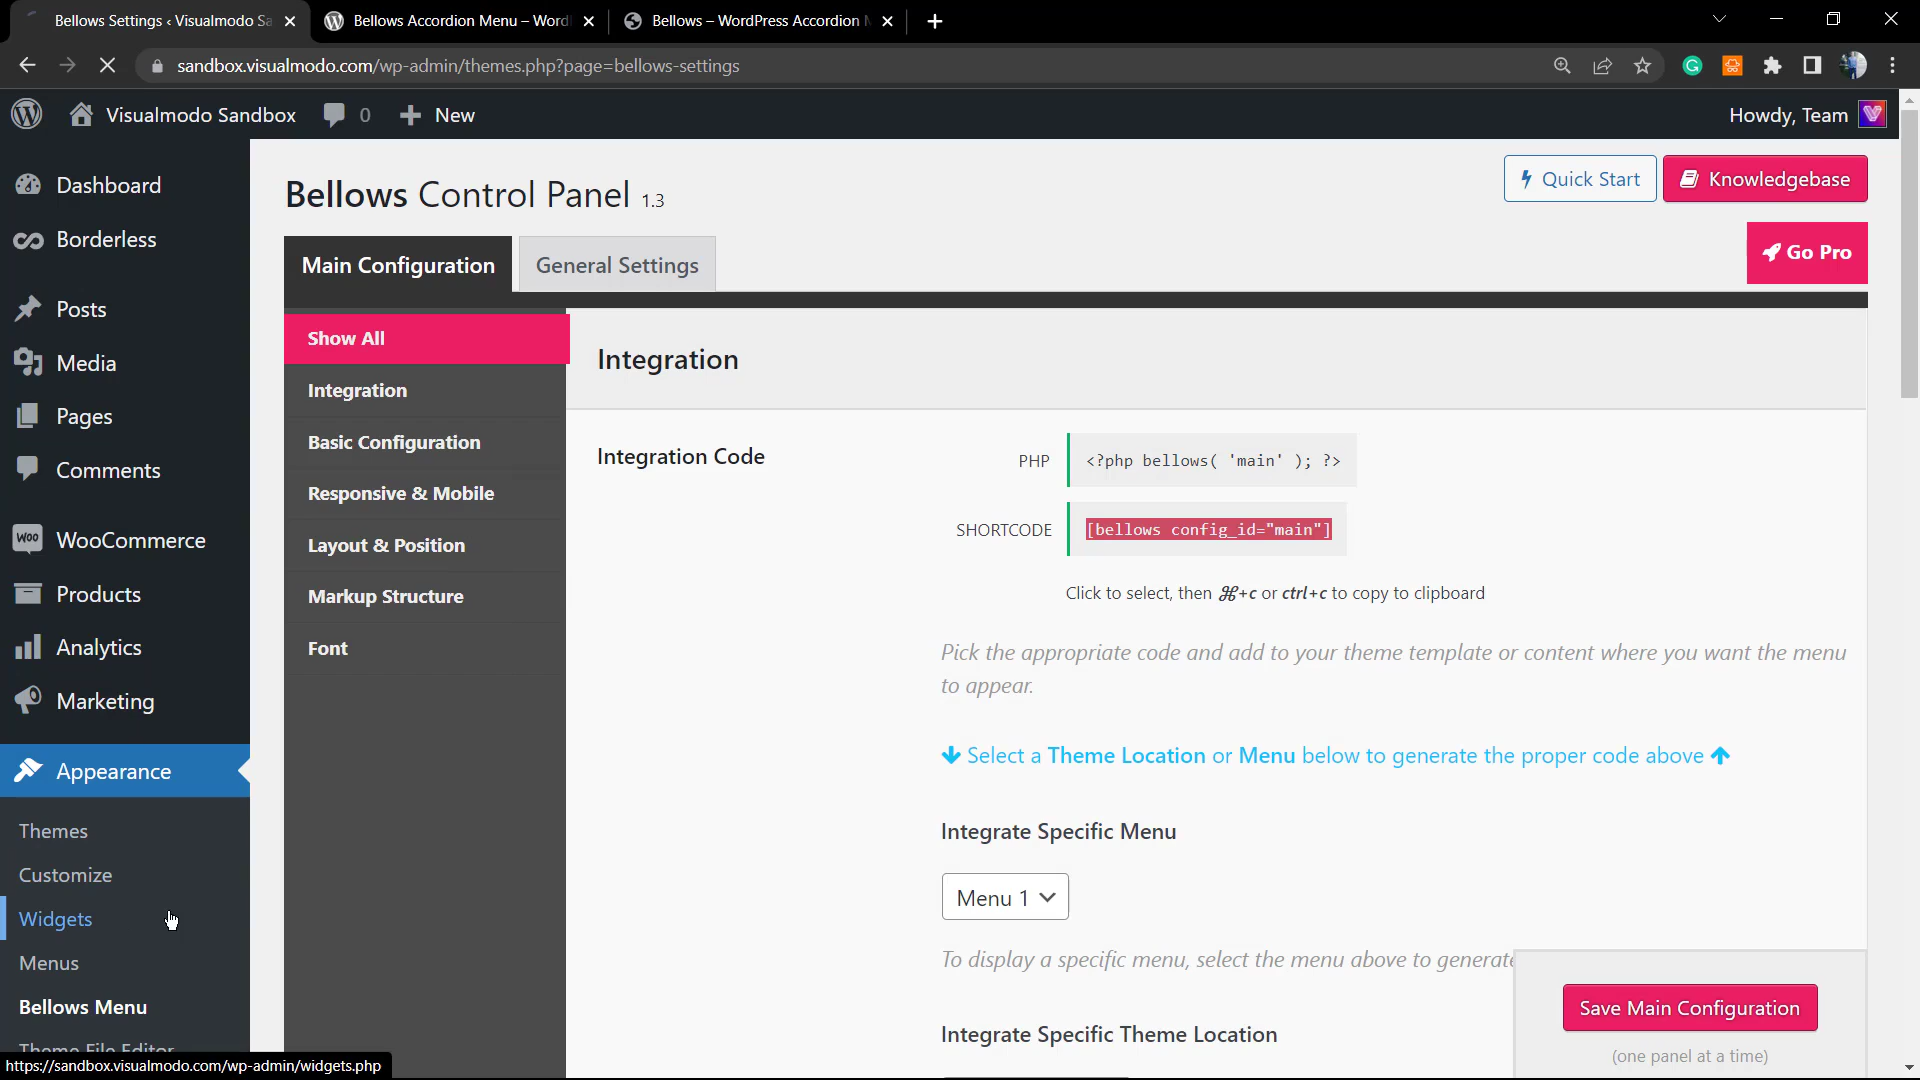 Bellows Settings ‹ Visualmodo Sa
Bellows Accordion Menu – Word
Bellows – WordPress Accordion
sandbox.visualmodo.com/wp-admin/themes.php?page=bellows-settings
Visualmodo Sandbox
0
New
Howdy, Team
Dashboard
Borderless
Posts
Media
Pages
Comments
WooCommerce
Products
Analytics
Marketing
Appearance
Themes
Customize
Widgets
Menus
Bellows Menu
Theme File Editor
https://sandbox.visualmodo.com/wp-admin/widgets.php
Bellows Control Panel 1.3
Quick Start
Knowledgebase
Main Configuration
General Settings
Go Pro
Show All
Integration
Basic Configuration
Responsive & Mobile
Layout & Position
Markup Structure
Font
Integration
Integration Code
PHP
<?php bellows( 'main' ); ?>
SHORTCODE
[bellows config_id="main"]
Click to select, then ⌘+c or ctrl+c to copy to clipboard
Pick the appropriate code and add to your theme template or content where you want the menu
to appear.
Select a Theme Location or Menu below to generate the proper code above
Integrate Specific Menu
Menu 1
To display a specific menu, select the menu above to generate
Integrate Specific Theme Location
Save Main Configuration
(one panel at a time)